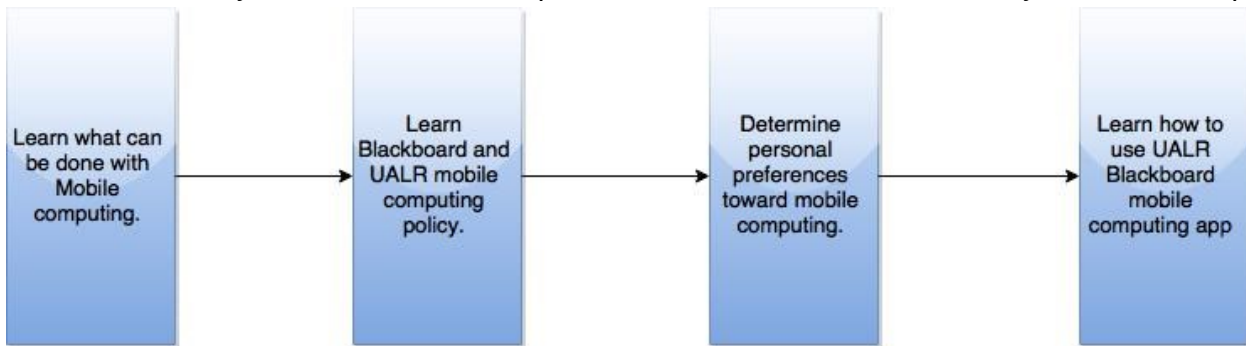 Learn what can
be done with
Mobile
computing.
Learn
Blackboard and
UALR mobile
computing
policy.
Determine
personal
preferences
toward mobile
computing.
Learn how to
use UALR
Blackboard
mobile
computing app